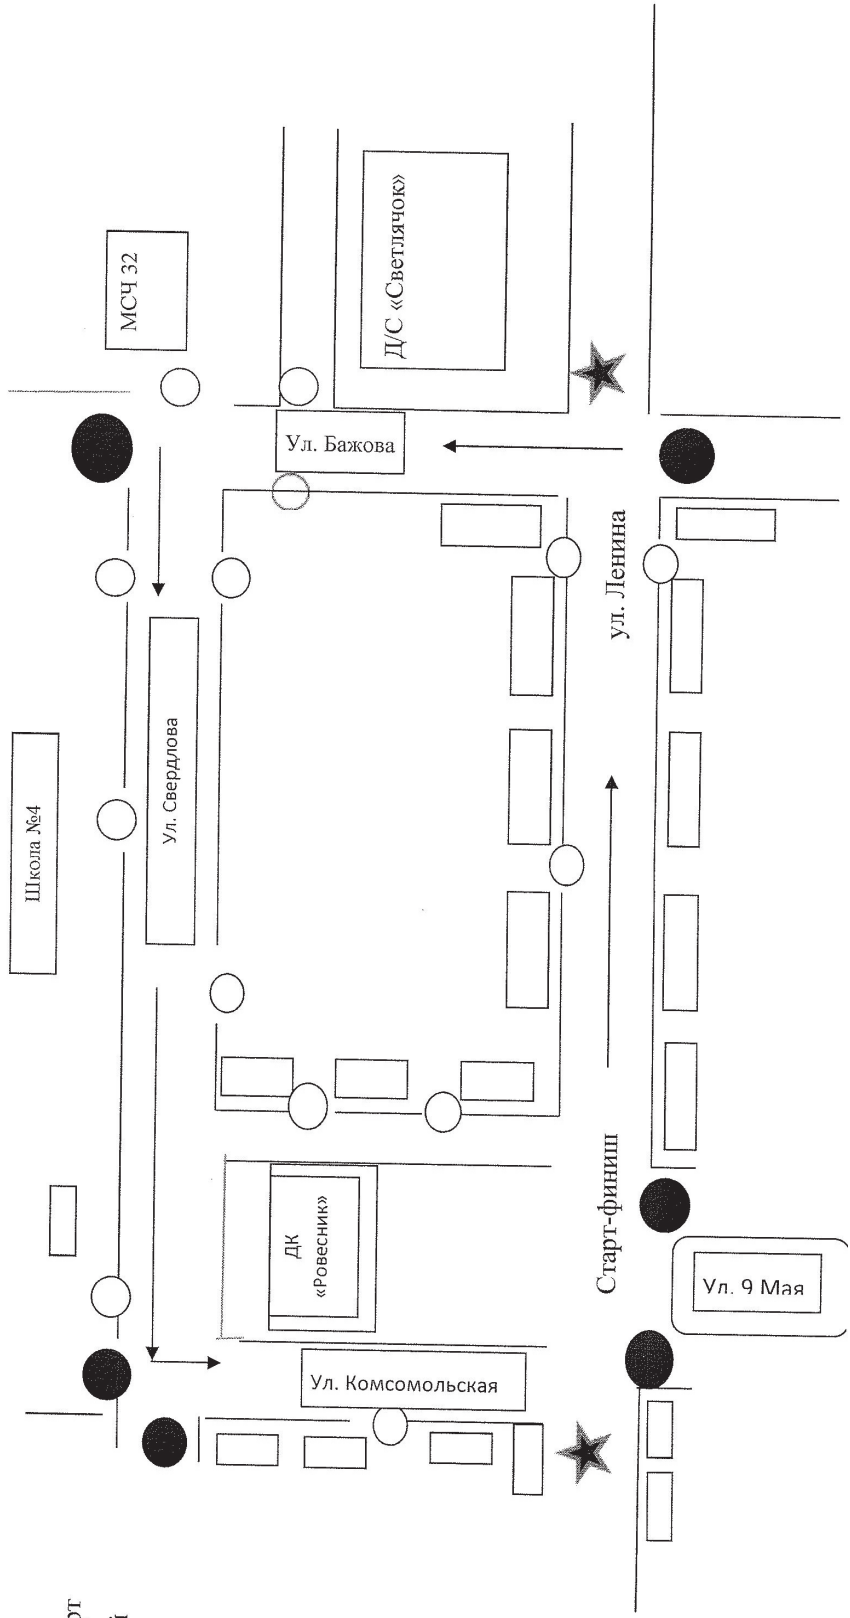 МСЧ 32
Д/С «Светлячок»
Ул. Бажова
ул. Ленина
Школа №4
Ул. Свердлова
ДК
«Ровесник»
Старт-финиш
Ул. 9 Мая
Ул. Комсомольская